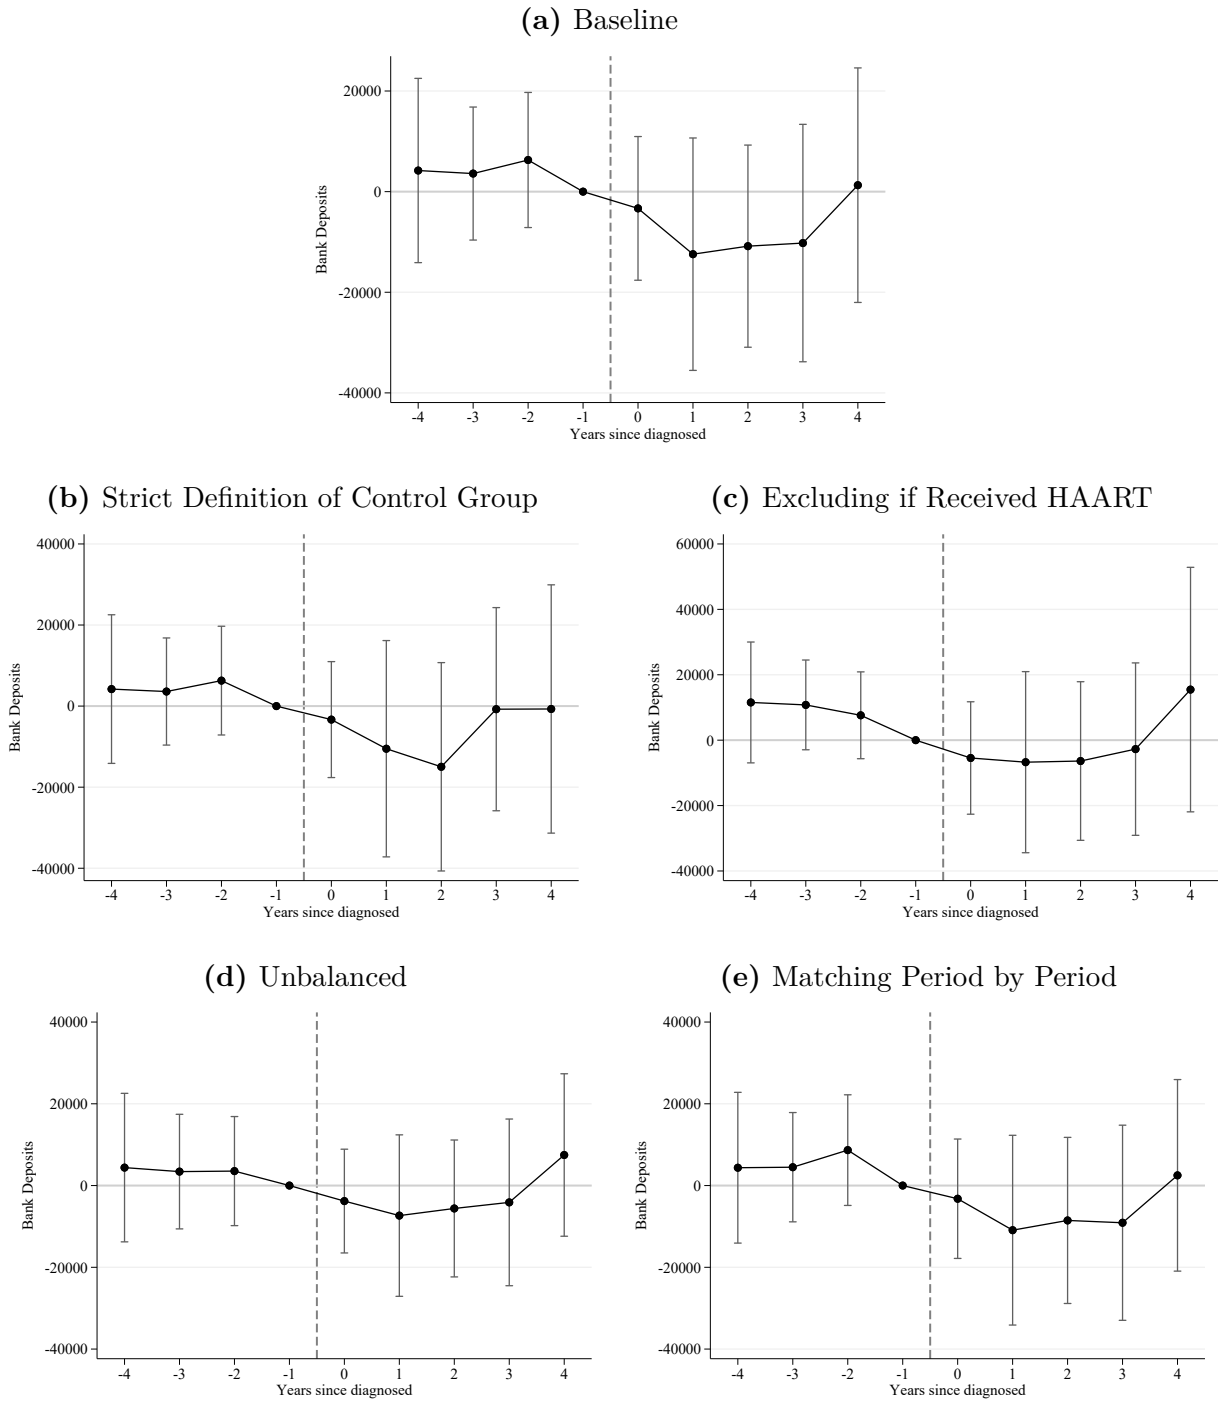 (a) Baseline
20000
0
-20000
-40000
Bank Deposits
-4 -3 -2 -1 0 1 2 3 4
Years since diagnosed
(b) Strict Definition of Control Group
40000
20000
0
-20000
-40000
Bank Deposits
-4 -3 -2 -1 0 1 2 3 4
Years since diagnosed
(c) Excluding if Received HAART
60000
40000
20000
0
-20000
-40000
Bank Deposits
-4 -3 -2 -1 0 1 2 3 4
Years since diagnosed
(d) Unbalanced
40000
20000
0
-20000
-40000
Bank Deposits
-4 -3 -2 -1 0 1 2 3 4
Years since diagnosed
(e) Matching Period by Period
40000
20000
0
-20000
-40000
Bank Deposits
-4 -3 -2 -1 0 1 2 3 4
Years since diagnosed